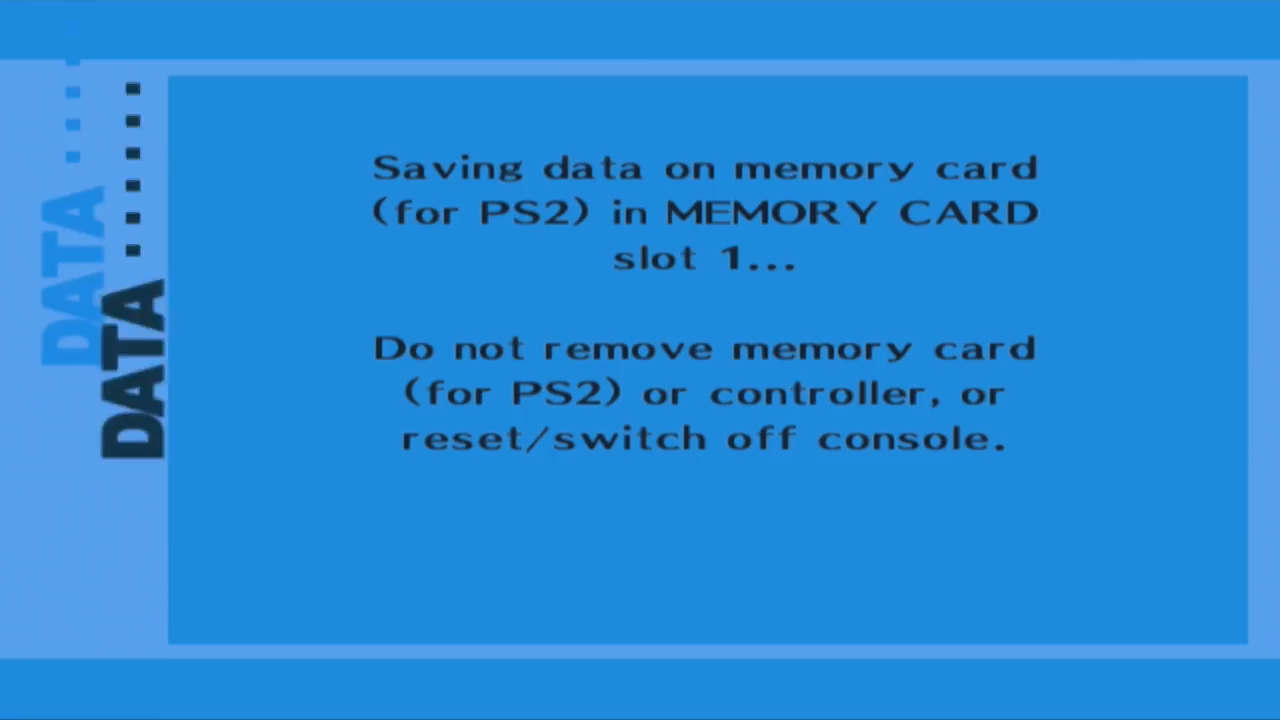 DATA
DATA
Saving data on memory card
(for PS2) in MEMORY CARD
slot 1...
Do not remove memory card
(for PS2) or controller, or
reset/switch off console.